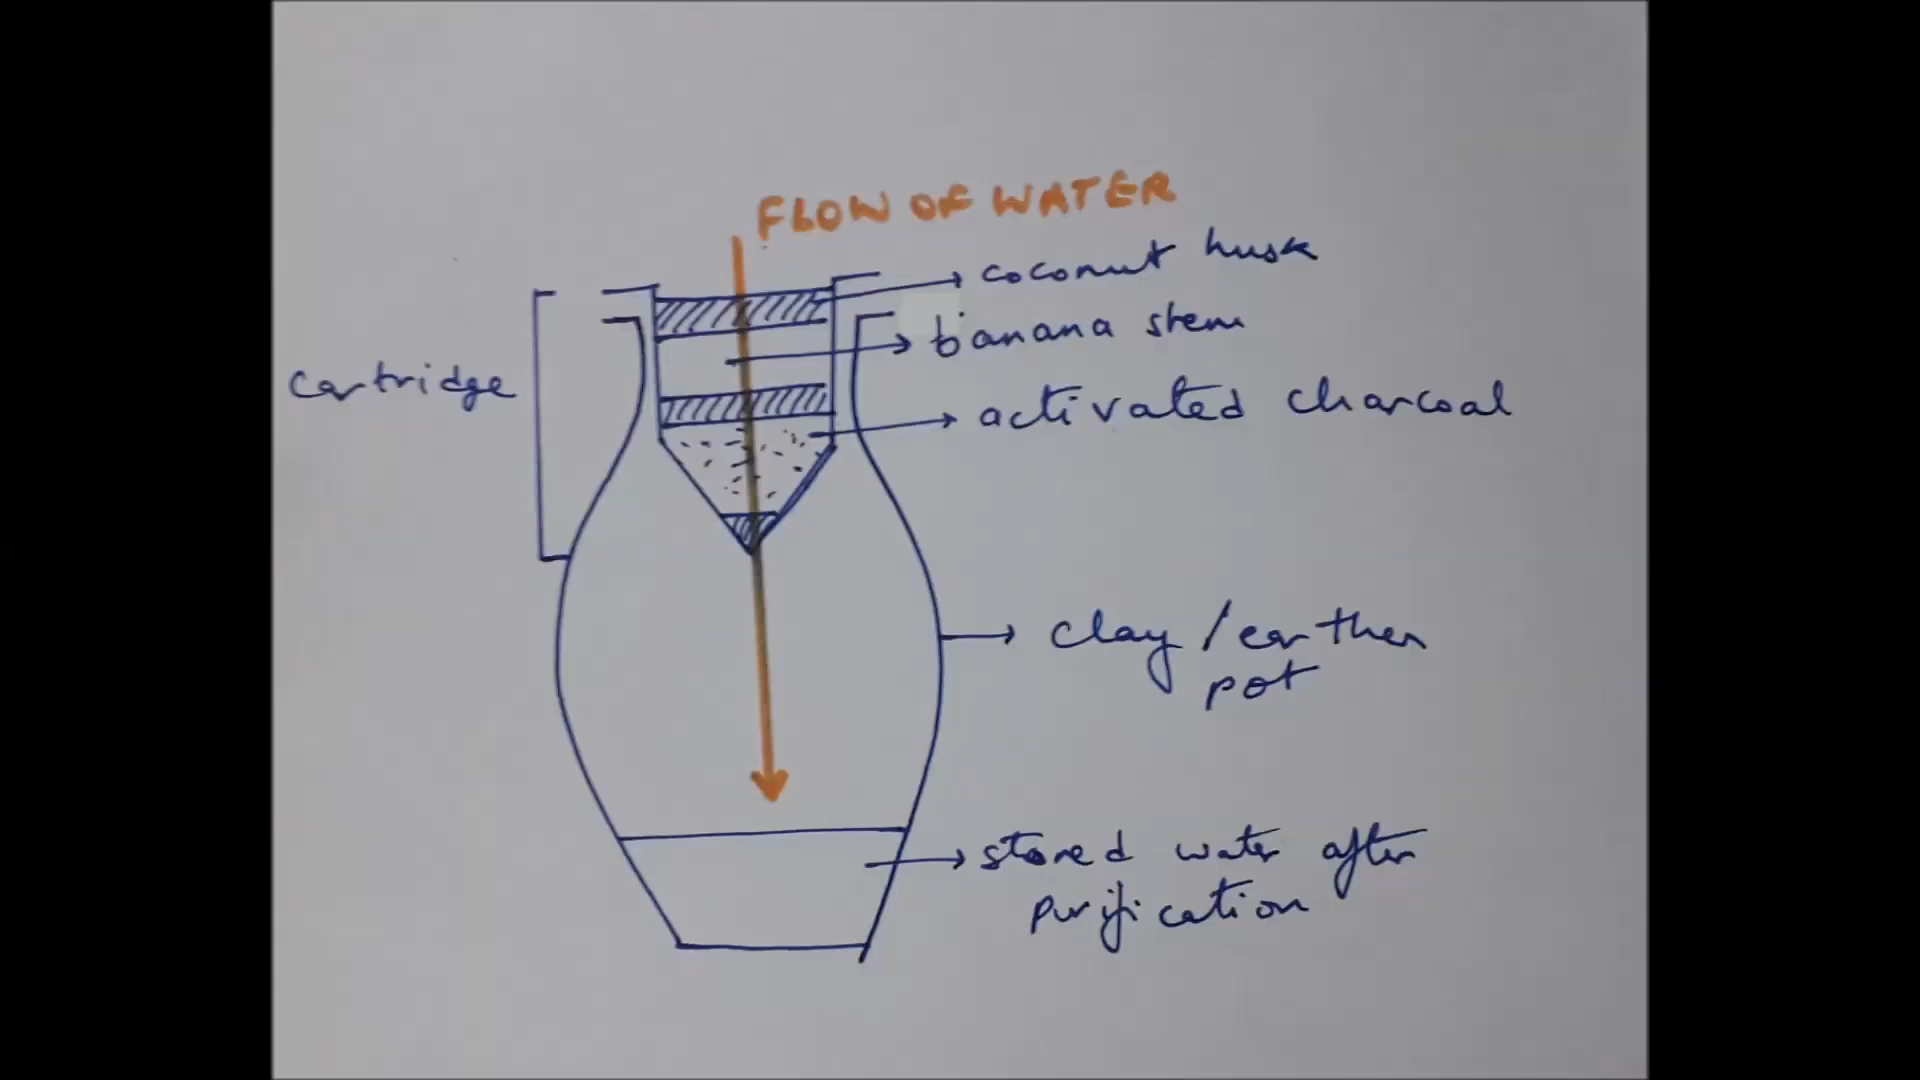 FLOW OF WATER
coconut husk
banana stem
cartridge
activated charcoal
clay/earthen
pot
stored water after
purification